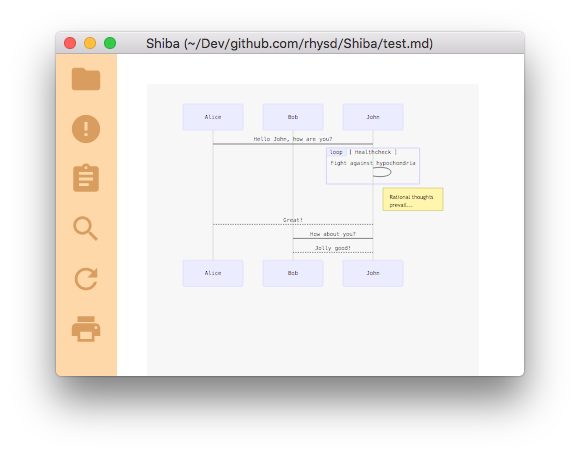 Shiba (~/Dev/github.com/rhysd/Shiba/test.md)
Alice Bob John
Hello John, how are you?
loop [ Healthcheck ]
Fight against hypochondria
Rational thoughts
prevail...
Great!
How about you?
Jolly good!
Alice Bob John